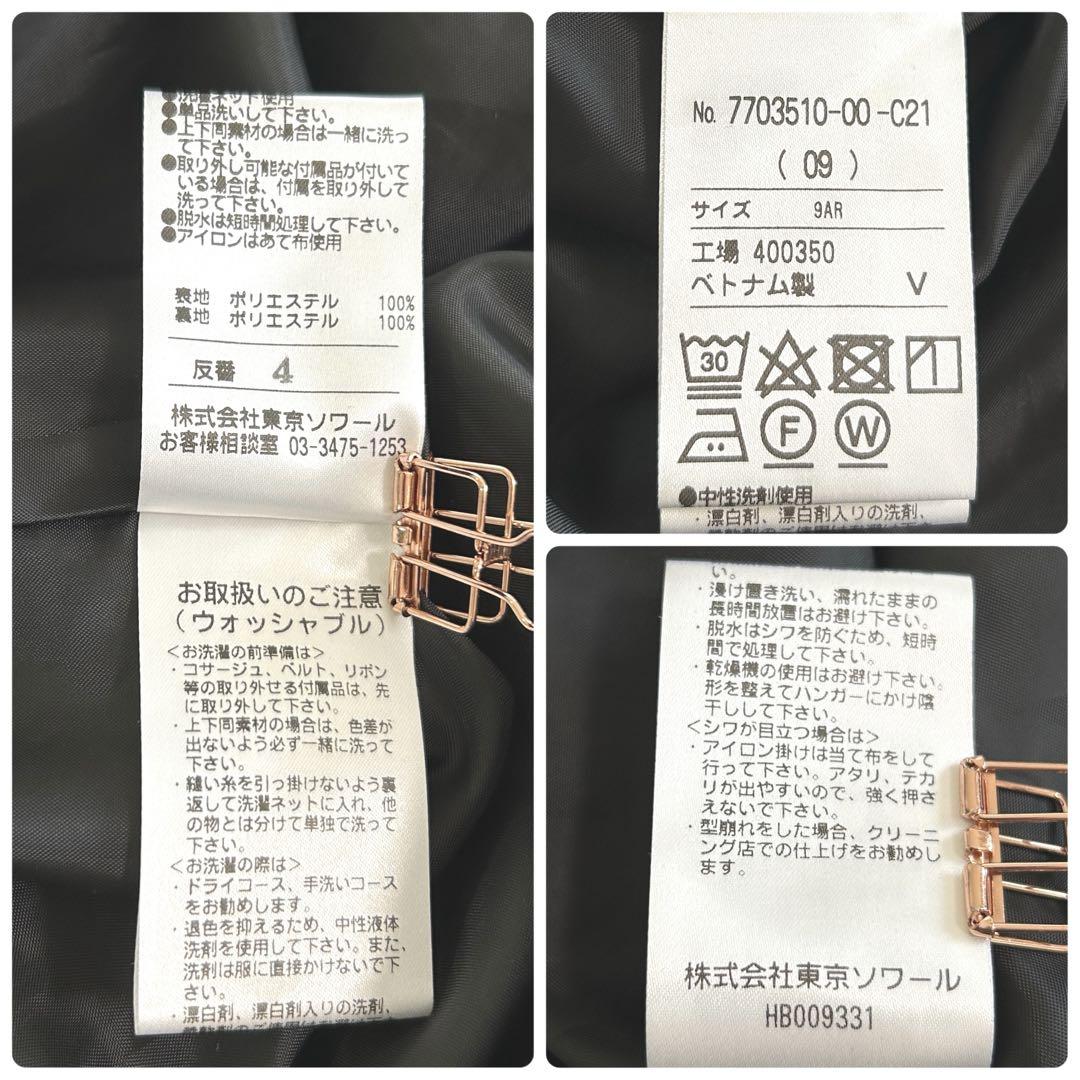 ●洗濯ネット使用
●単品洗いして下さい。
●上下同素材の場合は一緒に洗っ
て下さい。
●取り外し可能な付属品が付いて
いる場合は、付属を取り外して
洗って下さい。
●脱水は短時間処理して下さい。
●アイロンはあて布使用
表地 ポリエステル 100%
裏地 ポリエステル 100%
反番 4
株式会社東京ソワール
お客様相談室 03-3475-1253
お取扱いのご注意
(ウォッシャブル)
<お洗濯の前準備は>
・コサージュ、ベルト、リボン
等の取り外せる付属品は、先
に取り外して下さい。
・上下同素材の場合は、色差が
出ないよう必ず一緒に洗って
下さい。
・縫い糸を引っ掛けないよう裏
返して洗濯ネットに入れ、他
の物とは分けて単独で洗って
下さい。
<お洗濯の際は>
・ドライコース、手洗いコース
をお勧めします。
・退色を抑えるため、中性液体
洗剤を使用して下さい。また、
洗剤は服に直接かけないで下
さい。
・漂白剤、漂白剤入りの洗剤、
No. 7703510-00-C21
( 09 )
サイズ 9AR
工場 400350
ベトナム製 V
30
F W
●中性洗剤使用
・漂白剤、漂白剤入りの洗剤、
い。
・浸け置き洗い、濡れたままの
長時間放置はお避け下さい。
・脱水はシワを防ぐため、短時
間で処理して下さい。
・乾燥機の使用はお避け下さい。
形を整えてハンガーにかけ陰
干しして下さい。
<シワが目立つ場合は>
・アイロン掛けは当て布をして
行って下さい。アタリ、テカ
リが出やすいので、強く押さ
えないで下さい。
・型崩れをした場合、クリーニ
ング店での仕上げをお勧めし
ます。
株式会社東京ソワール
HB009331